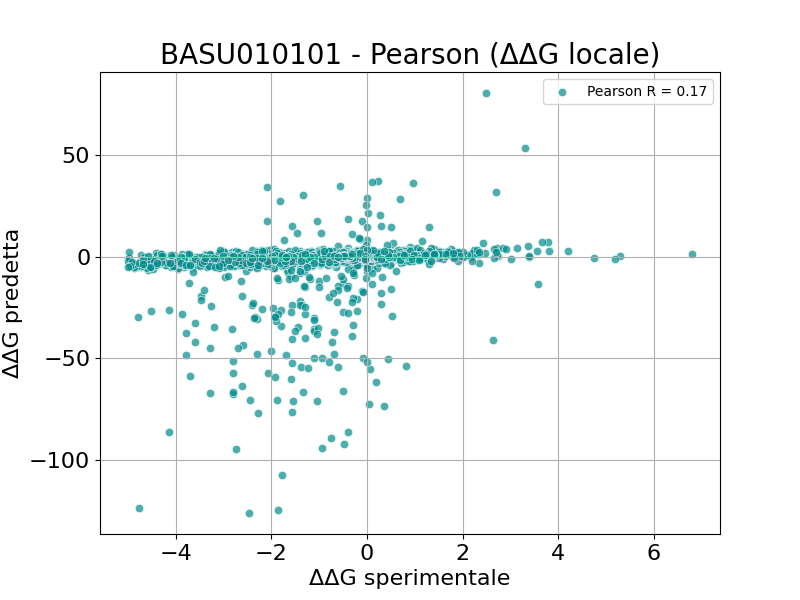 BASU010101 - Pearson (ΔΔG locale)
Pearson R = 0.17
ΔΔG predetta
50
0
−50
−100
−4
−2
0
2
4
6
ΔΔG sperimentale